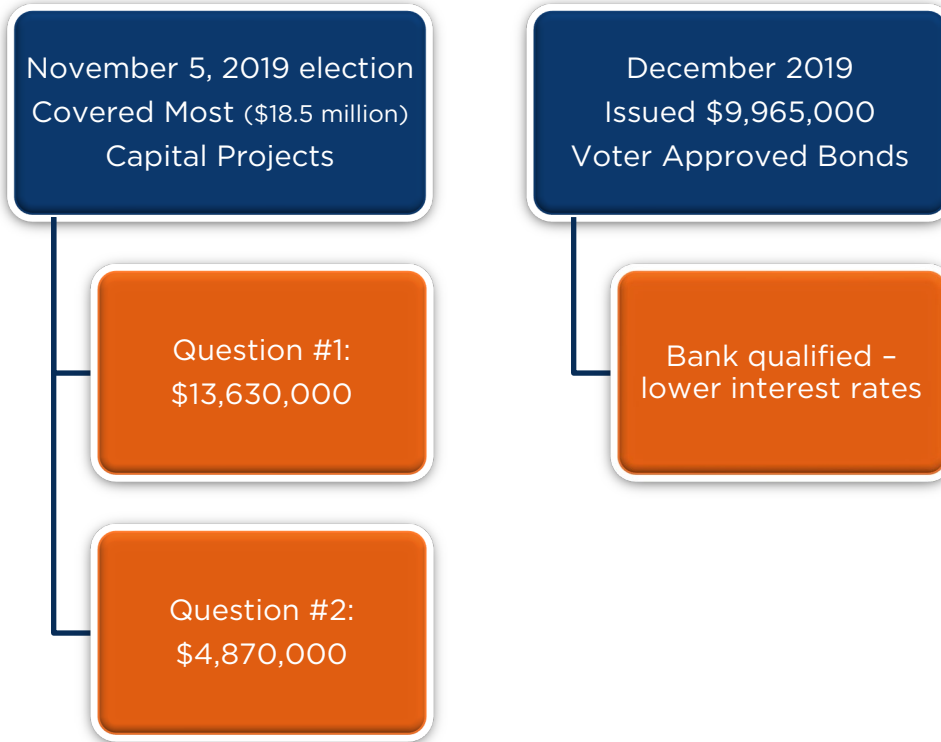 November 5, 2019 election
Covered Most ($18.5 million)
Capital Projects
Question #1:
$13,630,000
Question #2:
$4,870,000
December 2019
Issued $9,965,000
Voter Approved Bonds
Bank qualified –
lower interest rates